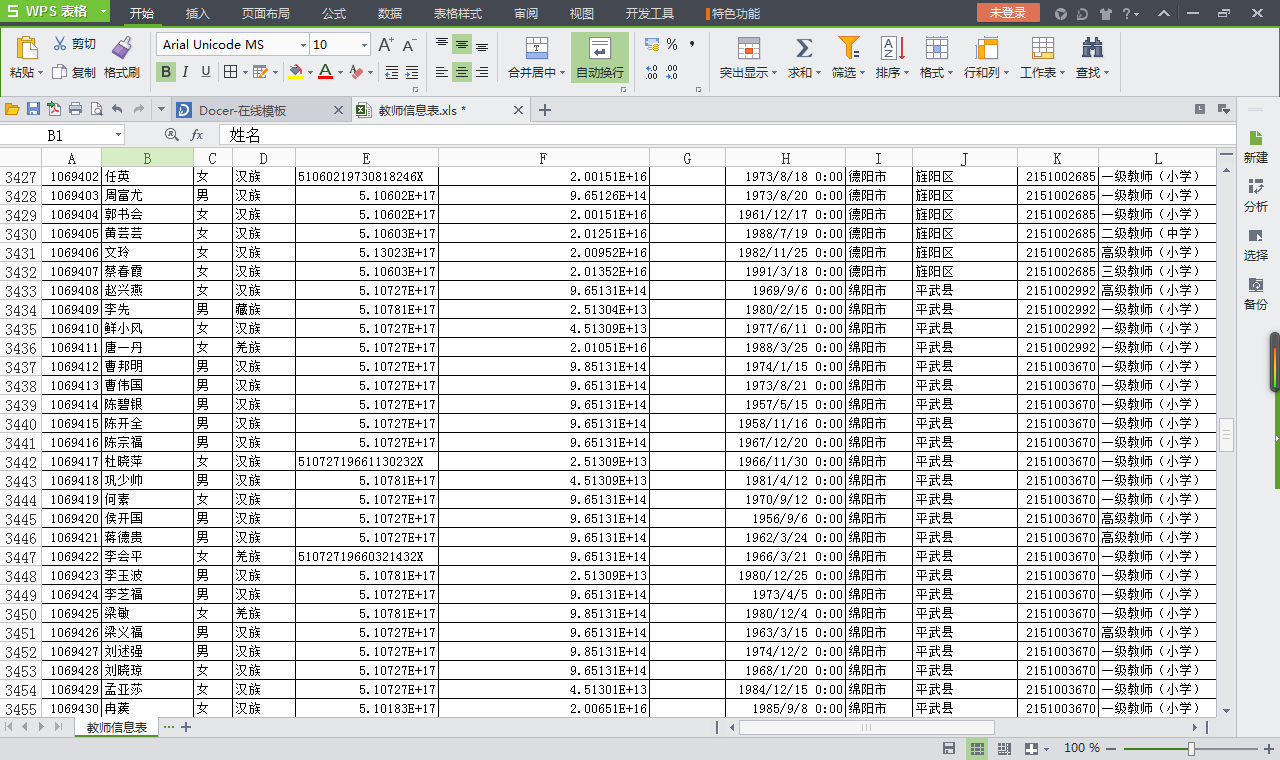 WPS 表格 开始 插入 页面布局 公式 数据 表格样式 审阅 视图 开发工具 特色功能 未登录
粘贴 剪切 复制 格式刷 Arial Unicode MS 10 B I U A 合并居中 自动换行 % 突出显示 求和 筛选 排序 格式 行和列 工作表 查找
Docer-在线模板 教师信息表.xls *
B1 fx 姓名
A B C D E F G H I J K L
3427 1069402 任英 女 汉族 51060219730818246X 2.00151E+16 1973/8/18 0:00 德阳市 旌阳区 2151002685 一级教师（小学）
3428 1069403 周富尤 男 汉族 5.10602E+17 9.65126E+14 1973/8/20 0:00 德阳市 旌阳区 2151002685 一级教师（小学）
3429 1069404 郭书会 女 汉族 5.10602E+17 2.00151E+16 1961/12/17 0:00 德阳市 旌阳区 2151002685 一级教师（小学）
3430 1069405 黄芸芸 女 汉族 5.10603E+17 2.01251E+16 1988/7/19 0:00 德阳市 旌阳区 2151002685 二级教师（中学）
3431 1069406 文玲 女 汉族 5.13023E+17 2.00952E+16 1982/11/25 0:00 德阳市 旌阳区 2151002685 高级教师（小学）
3432 1069407 蔡春霞 女 汉族 5.10603E+17 2.01352E+16 1991/3/18 0:00 德阳市 旌阳区 2151002685 三级教师（小学）
3433 1069408 赵兴燕 女 汉族 5.10727E+17 9.65131E+14 1969/9/6 0:00 绵阳市 平武县 2151002992 高级教师（小学）
3434 1069409 李先 男 藏族 5.10781E+17 2.51304E+13 1980/2/15 0:00 绵阳市 平武县 2151002992 一级教师（小学）
3435 1069410 鲜小风 女 汉族 5.10727E+17 4.51309E+13 1977/6/11 0:00 绵阳市 平武县 2151002992 一级教师（小学）
3436 1069411 唐一丹 女 羌族 5.10727E+17 2.01051E+16 1988/3/25 0:00 绵阳市 平武县 2151002992 一级教师（小学）
3437 1069412 曹邦明 男 汉族 5.10727E+17 9.85131E+14 1974/1/15 0:00 绵阳市 平武县 2151003670 一级教师（小学）
3438 1069413 曹伟国 男 汉族 5.10727E+17 9.65131E+14 1973/8/21 0:00 绵阳市 平武县 2151003670 一级教师（小学）
3439 1069414 陈碧银 男 汉族 5.10727E+17 9.65131E+14 1957/5/15 0:00 绵阳市 平武县 2151003670 一级教师（小学）
3440 1069415 陈开全 男 汉族 5.10727E+17 9.65131E+14 1958/11/16 0:00 绵阳市 平武县 2151003670 一级教师（小学）
3441 1069416 陈宗福 男 汉族 5.10727E+17 9.65131E+14 1967/12/20 0:00 绵阳市 平武县 2151003670 一级教师（小学）
3442 1069417 杜晓萍 女 汉族 51072719661130232X 2.51309E+13 1966/11/30 0:00 绵阳市 平武县 2151003670 一级教师（小学）
3443 1069418 巩少帅 男 汉族 5.10781E+17 4.51309E+13 1981/4/12 0:00 绵阳市 平武县 2151003670 一级教师（小学）
3444 1069419 何素 女 汉族 5.10727E+17 9.65131E+14 1970/9/12 0:00 绵阳市 平武县 2151003670 一级教师（小学）
3445 1069420 侯开国 男 汉族 5.10727E+17 9.65131E+14 1956/9/6 0:00 绵阳市 平武县 2151003670 高级教师（小学）
3446 1069421 蒋德贵 男 汉族 5.10727E+17 9.65131E+14 1962/3/24 0:00 绵阳市 平武县 2151003670 高级教师（小学）
3447 1069422 李会平 女 羌族 51072719660321432X 9.65131E+14 1966/3/21 0:00 绵阳市 平武县 2151003670 一级教师（小学）
3448 1069423 李玉波 男 汉族 5.10781E+17 2.51309E+13 1980/12/25 0:00 绵阳市 平武县 2151003670 一级教师（小学）
3449 1069424 李芝福 男 汉族 5.10727E+17 9.65131E+14 1973/4/5 0:00 绵阳市 平武县 2151003670 一级教师（小学）
3450 1069425 梁敏 女 羌族 5.10781E+17 9.85131E+14 1980/12/4 0:00 绵阳市 平武县 2151003670 一级教师（小学）
3451 1069426 梁义福 男 汉族 5.10727E+17 9.65131E+14 1963/3/15 0:00 绵阳市 平武县 2151003670 高级教师（小学）
3452 1069427 刘述强 男 汉族 5.10727E+17 9.85131E+14 1974/12/2 0:00 绵阳市 平武县 2151003670 一级教师（小学）
3453 1069428 刘晓琼 女 汉族 5.10727E+17 9.65131E+14 1968/1/20 0:00 绵阳市 平武县 2151003670 一级教师（小学）
3454 1069429 孟亚莎 女 汉族 5.10727E+17 4.51301E+13 1984/12/15 0:00 绵阳市 平武县 2151003670 一级教师（小学）
3455 1069430 冉袭 女 汉族 5.10183E+17 2.00651E+16 1985/9/8 0:00 绵阳市 平武县 2151003670 一级教师（小学）
新建
分析
选择
备份
教师信息表 ···
100 %